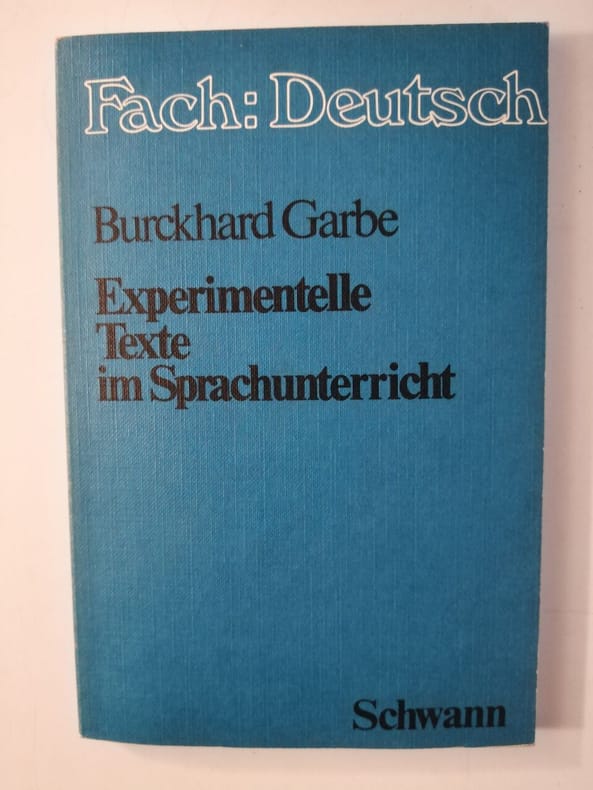 Fach: Deutsch
Burckhard Garbe
Experimentelle
Texte
im Sprachunterricht
Schwann